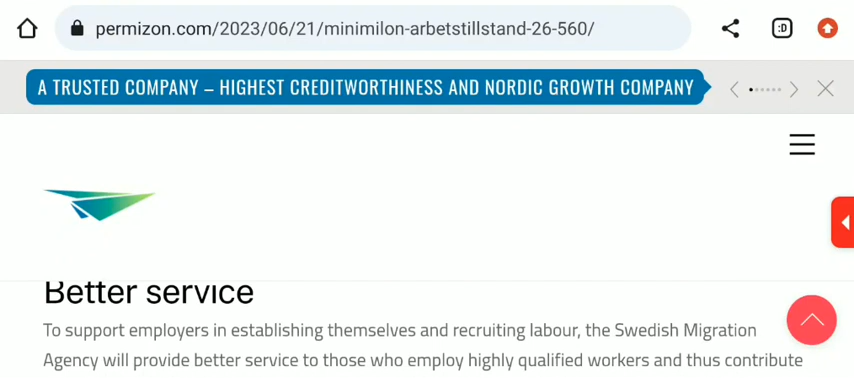 permizon.com/2023/06/21/minimilon-arbetstillstand-26-560/
:D
A TRUSTED COMPANY – HIGHEST CREDITWORTHINESS AND NORDIC GROWTH COMPANY
Better service
To support employers in establishing themselves and recruiting labour, the Swedish Migration
Agency will provide better service to those who employ highly qualified workers and thus contribute